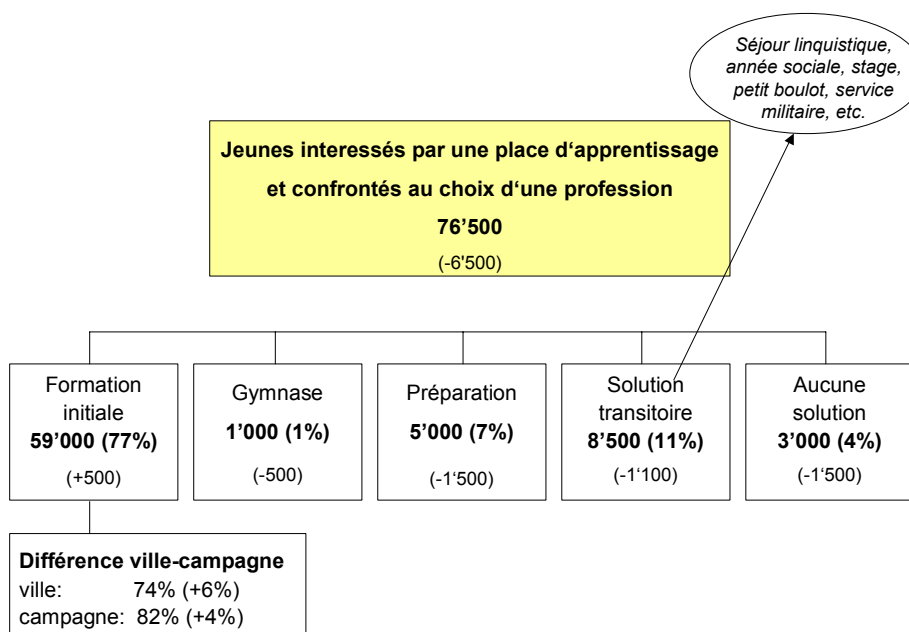 Séjour linquistique,
année sociale, stage,
petit boulot, service
militaire, etc.
Jeunes interessés par une place d‘apprentissage
et confrontés au choix d‘une profession
76’500
(-6'500)
Formation
initiale
59’000 (77%)
(+500)
Gymnase
1’000 (1%)
(-500)
Préparation
5’000 (7%)
(-1‘500)
Solution
transitoire
8’500 (11%)
(-1‘100)
Aucune
solution
3’000 (4%)
(-1’500)
Différence ville-campagne
ville: 74% (+6%)
campagne: 82% (+4%)